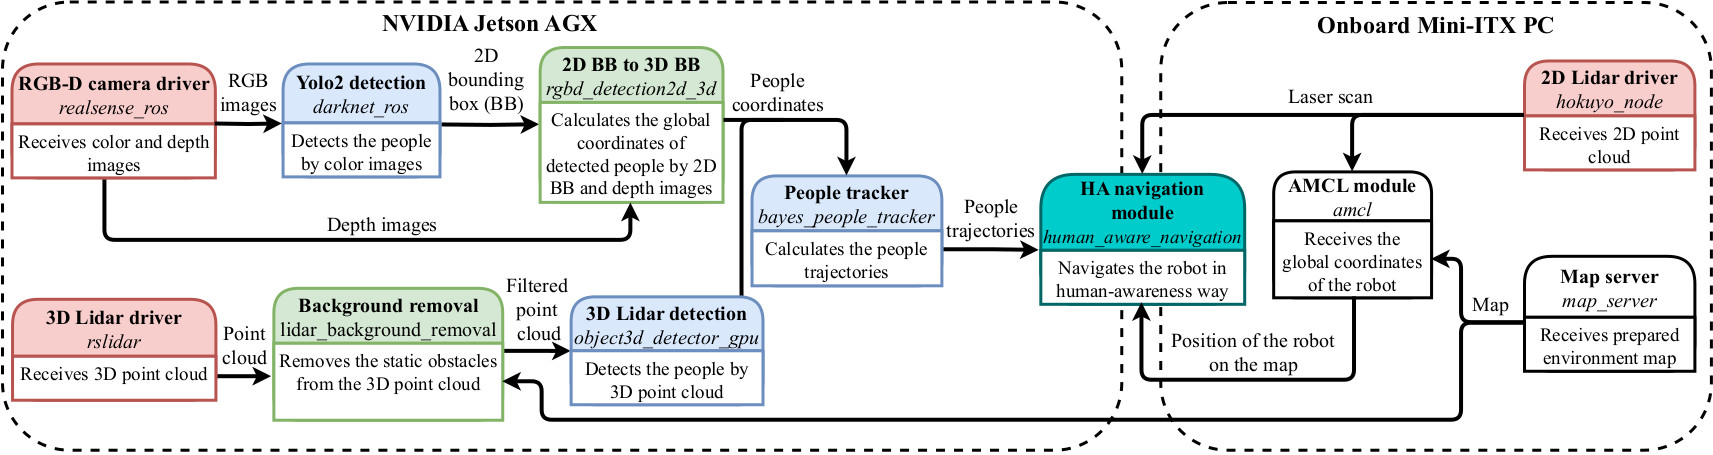 NVIDIA Jetson AGX
Onboard Mini-ITX PC
RGB-D camera driver
realsense_ros
Receives color and depth
images
RGB
images
Yolo2 detection
darknet_ros
Detects the people
by color images
2D
bounding
box (BB)
2D BB to 3D BB
rgbd_detection2d_3d
Calculates the global
coordinates of
detected people by 2D
BB and depth images
People
coordinates
Depth images
People tracker
bayes_people_tracker
Calculates the people
trajectories
People
trajectories
HA navigation
module
human_aware_navigation
Navigates the robot in
human-awareness way
Laser scan
2D Lidar driver
hokuyo_node
Receives 2D point
cloud
AMCL module
amcl
Receives the
global coordinates
of the robot
Map server
map_server
Receives prepared
environment map
Map
Position of the robot
on the map
3D Lidar driver
rslidar
Receives 3D point cloud
Point
cloud
Background removal
lidar_background_removal
Removes the static obstacles
from the 3D point cloud
Filtered
point
cloud
3D Lidar detection
object3d_detector_gpu
Detects the people by
3D point cloud